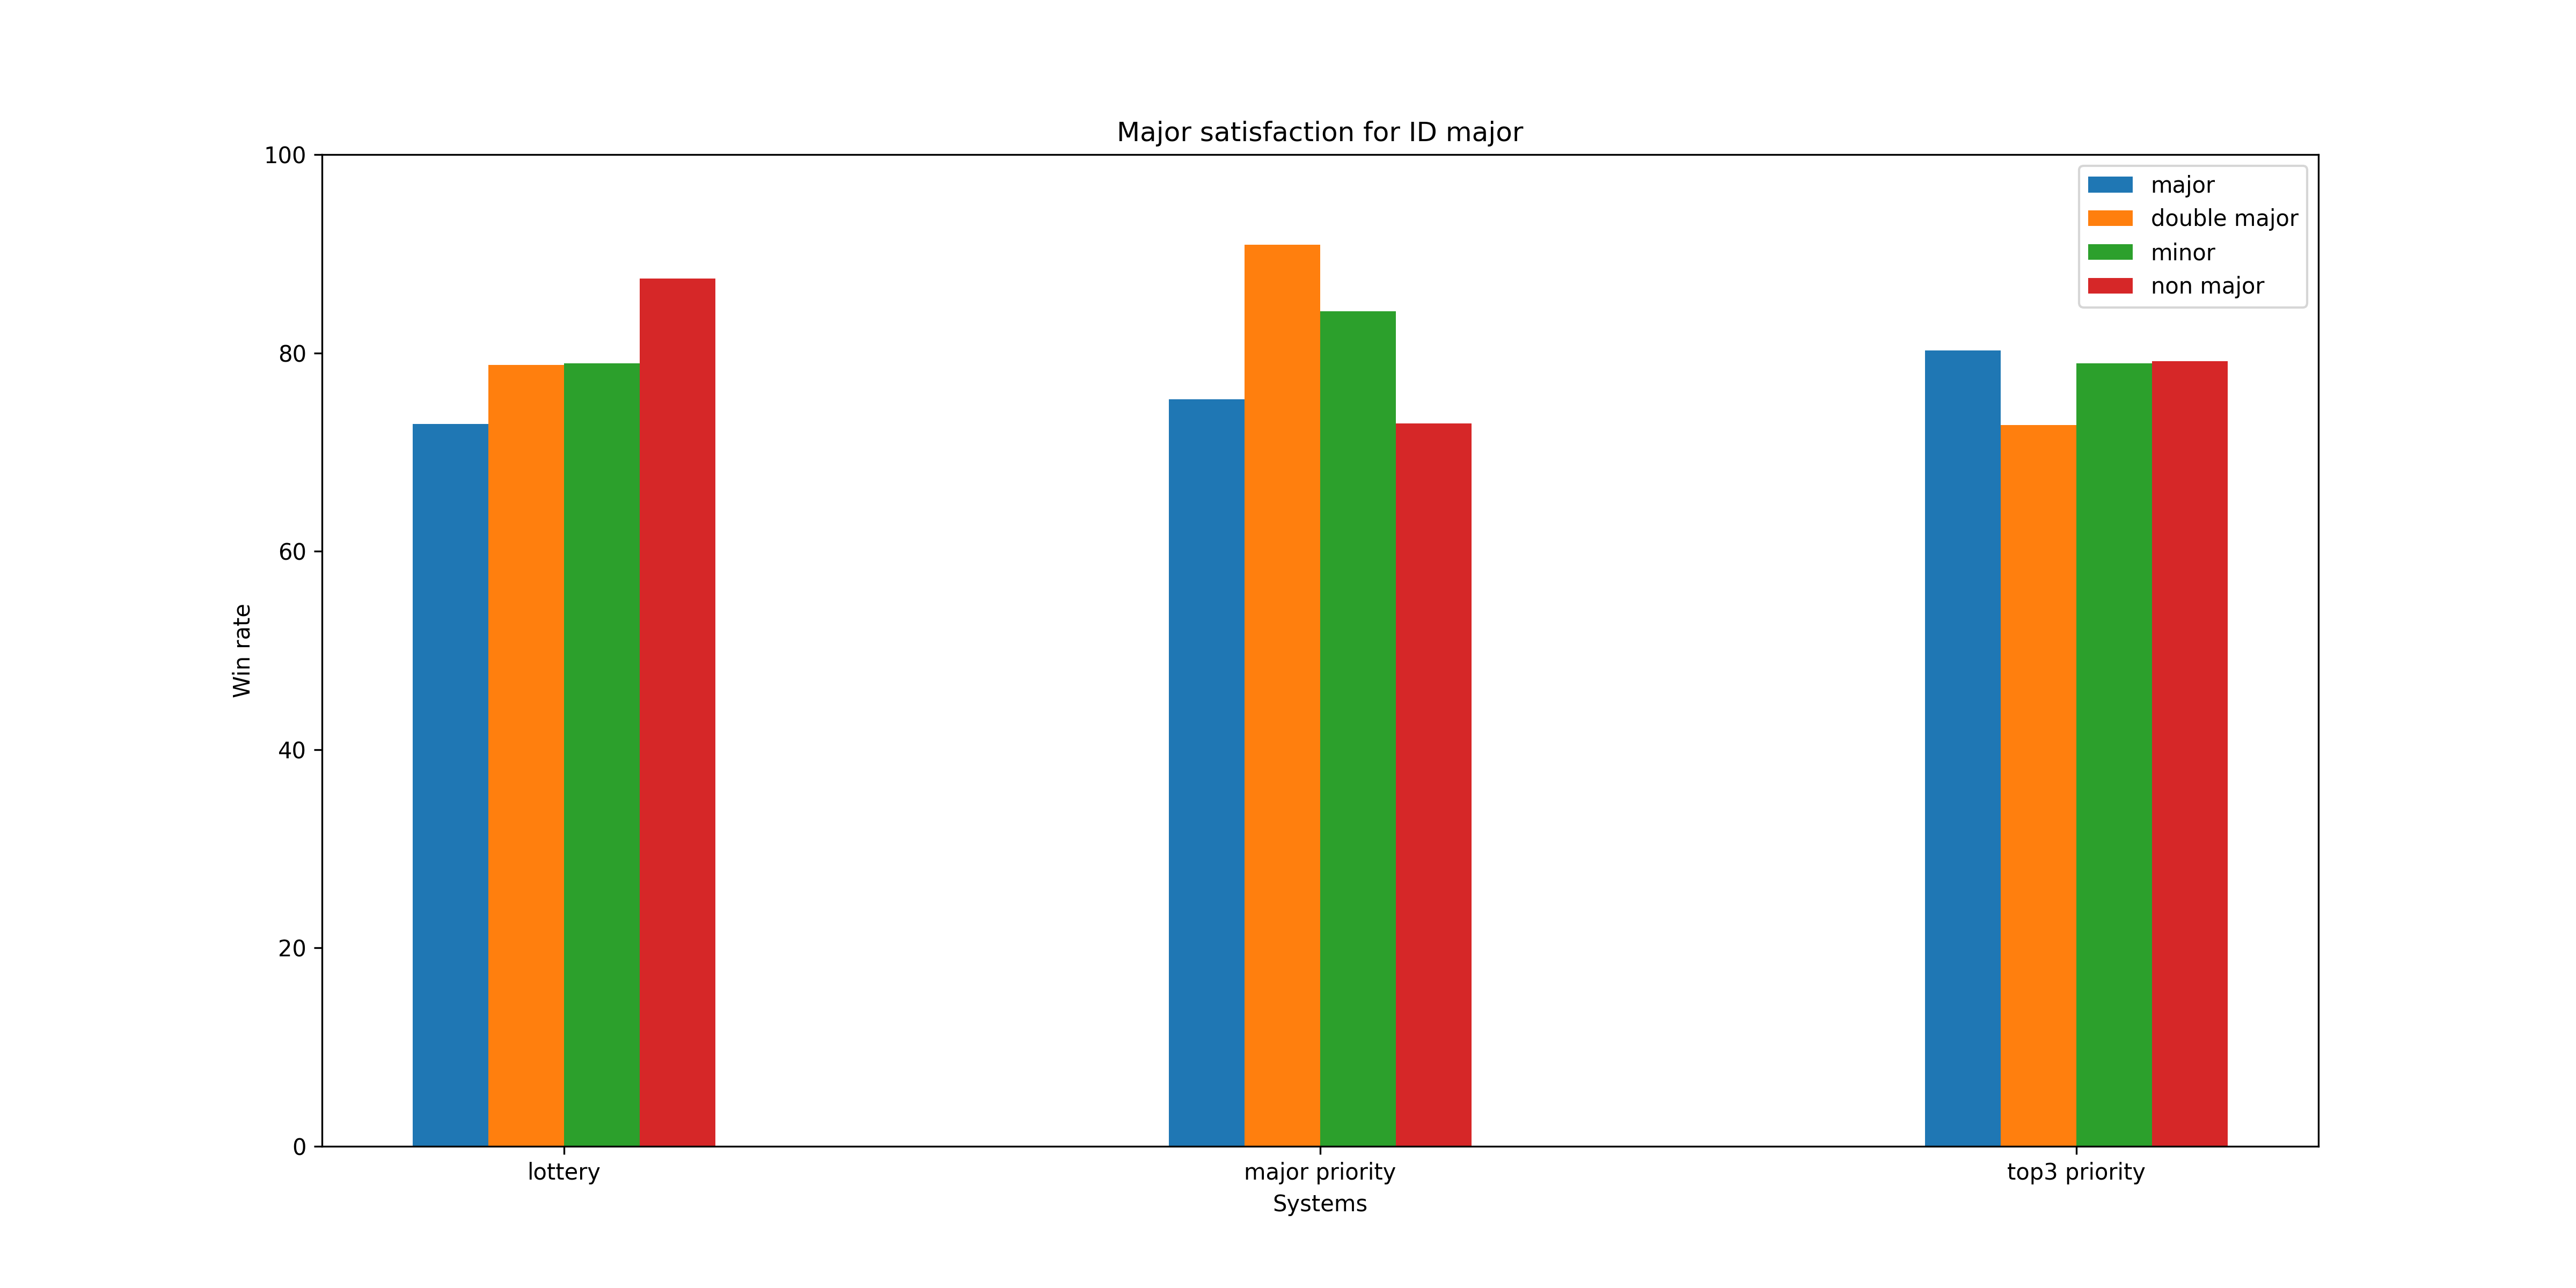 Major satisfaction for ID major
100
80
60
40
20
0
Win rate
major
double major
minor
non major
lottery
major priority
top3 priority
Systems